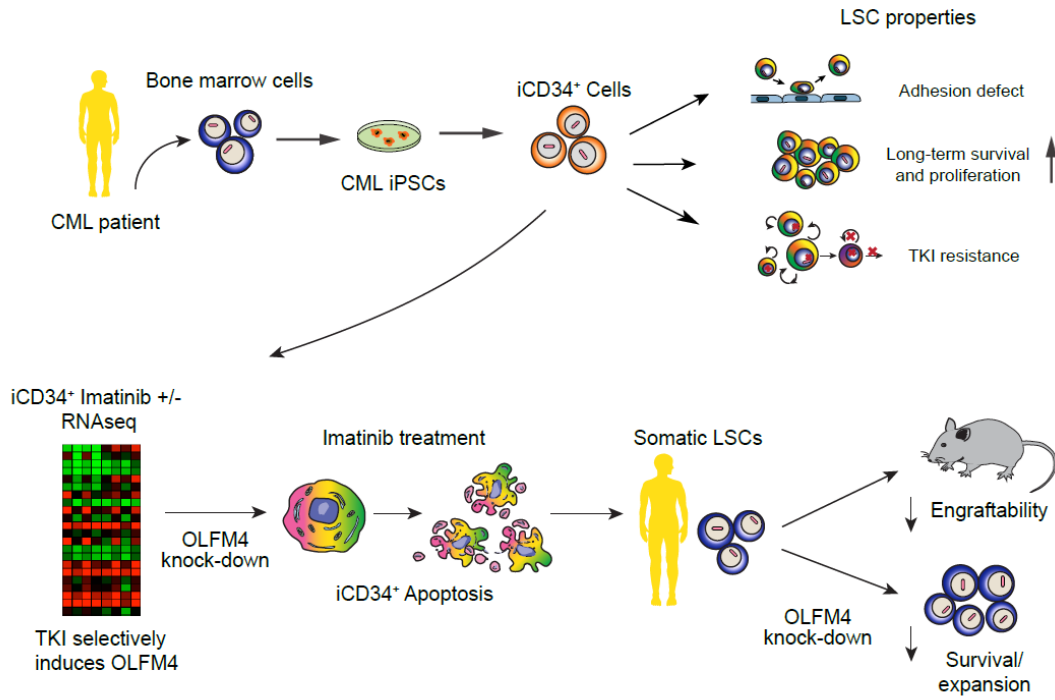 LSC properties
Bone marrow cells
iCD34⁺ Cells
Adhesion defect
Long-term survival
and proliferation
CML iPSCs
CML patient
TKI resistance
iCD34⁺ Imatinib +/-
RNAseq
Imatinib treatment
Somatic LSCs
Engraftability
OLFM4
knock-down
iCD34⁺ Apoptosis
OLFM4
knock-down
TKI selectively
induces OLFM4
Survival/
expansion